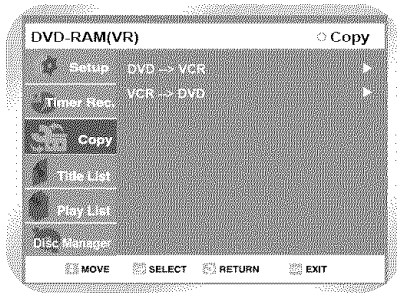 DVD-RAM(VR) Copy
Setup DVD --> VCR
Timer Rec. VCR --> DVD
Copy
Title List
Play List
Disc Manager
MOVE SELECT RETURN EXIT